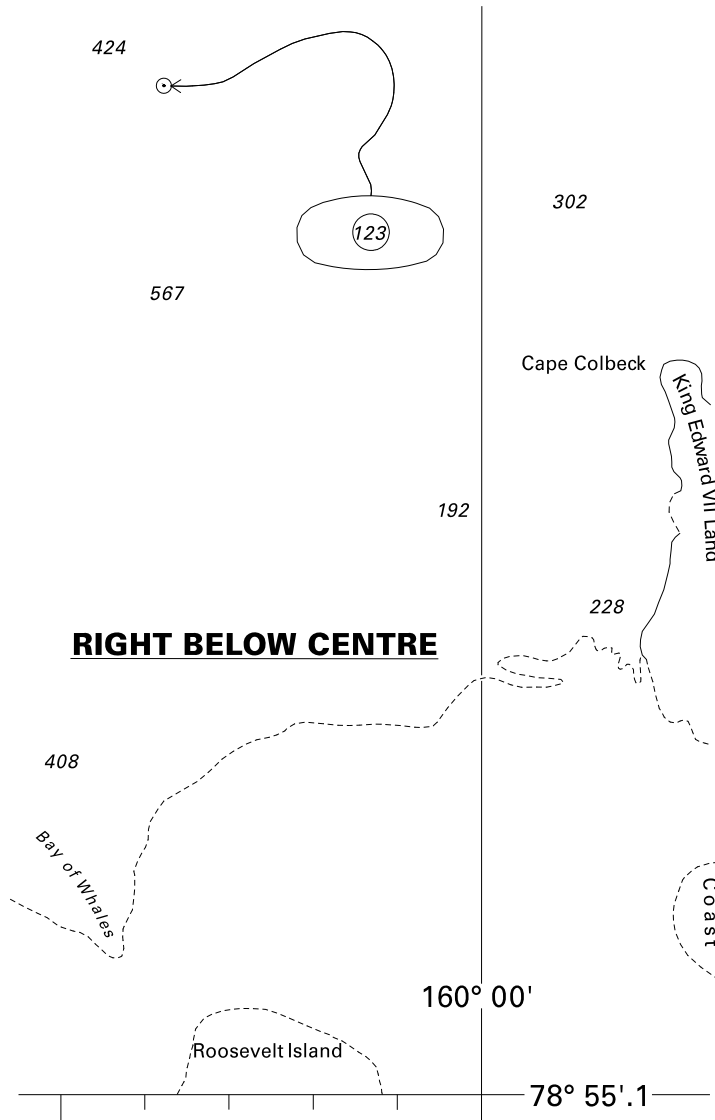 424
302
123
567
Cape Colbeck
King Edward VII Land
192
228
RIGHT BELOW CENTRE
408
Bay of Whales
Coast
160° 00'
Roosevelt Island
78° 55'.1